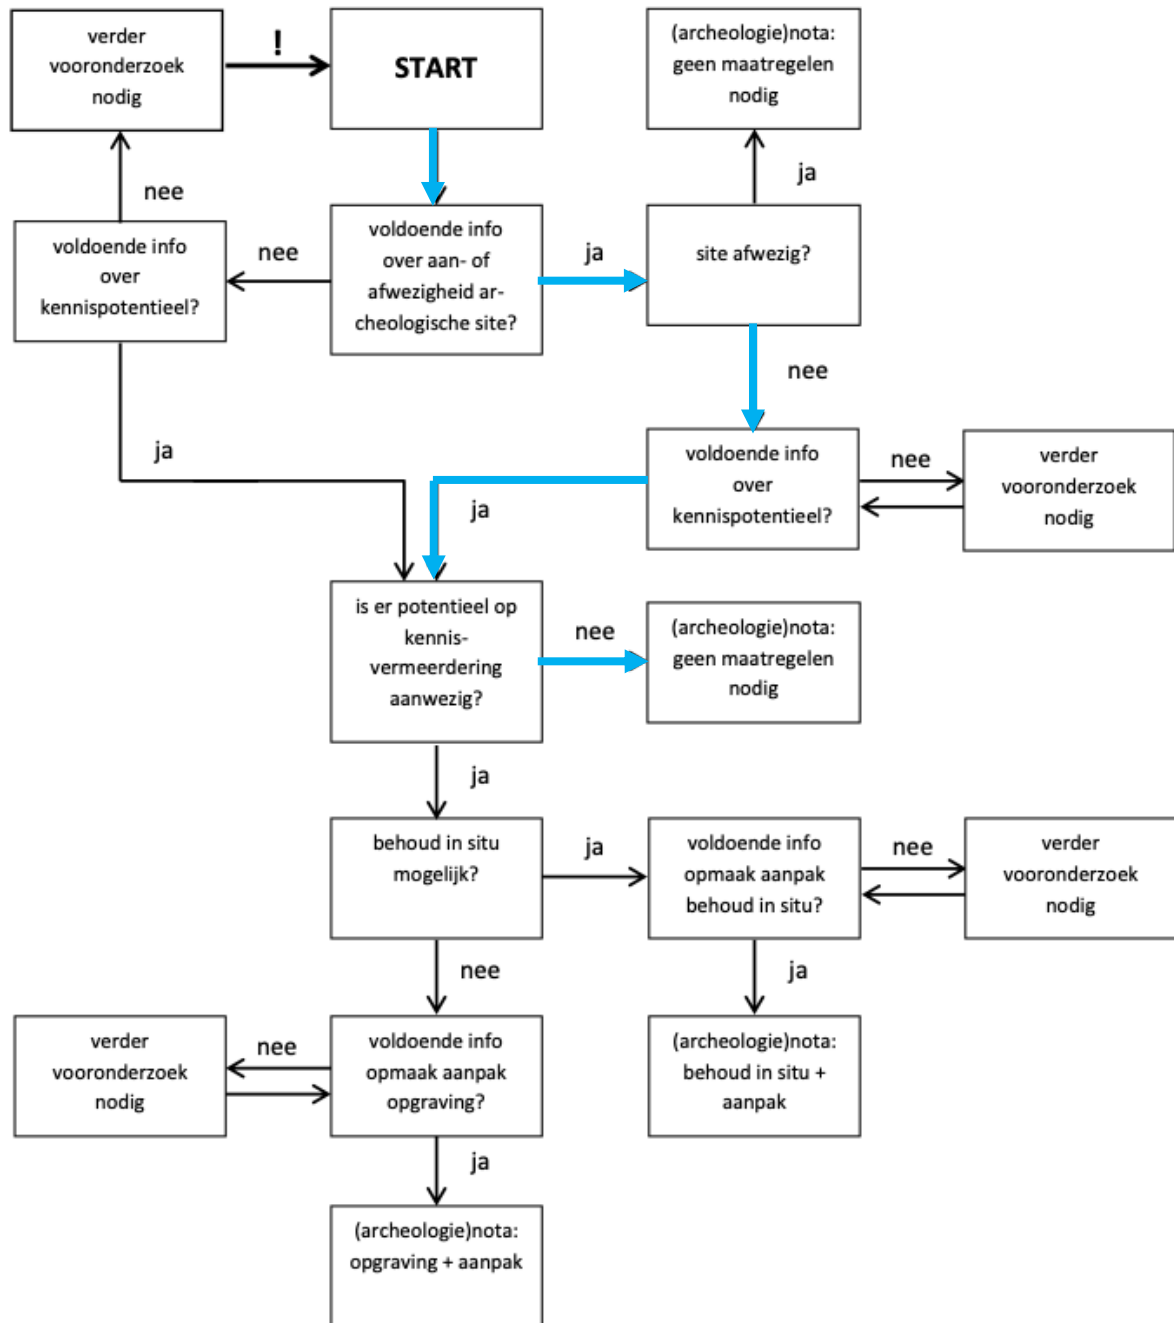 verder
vooronderzoek
nodig
!
START
(archeologie)nota:
geen maatregelen
nodig
nee
ja
voldoende info
over
kennispotentieel?
nee
voldoende info
over aan- of
afwezigheid ar-
cheologische site?
ja
site afwezig?
nee
ja
voldoende info
over
kennispotentieel?
nee
verder
vooronderzoek
nodig
ja
is er potentieel op
kennis-
vermeerdering
aanwezig?
nee
(archeologie)nota:
geen maatregelen
nodig
ja
behoud in situ
mogelijk?
ja
voldoende info
opmaak aanpak
behoud in situ?
nee
verder
vooronderzoek
nodig
nee
ja
verder
vooronderzoek
nodig
nee
voldoende info
opmaak aanpak
opgraving?
(archeologie)nota:
behoud in situ +
aanpak
ja
(archeologie)nota:
opgraving + aanpak